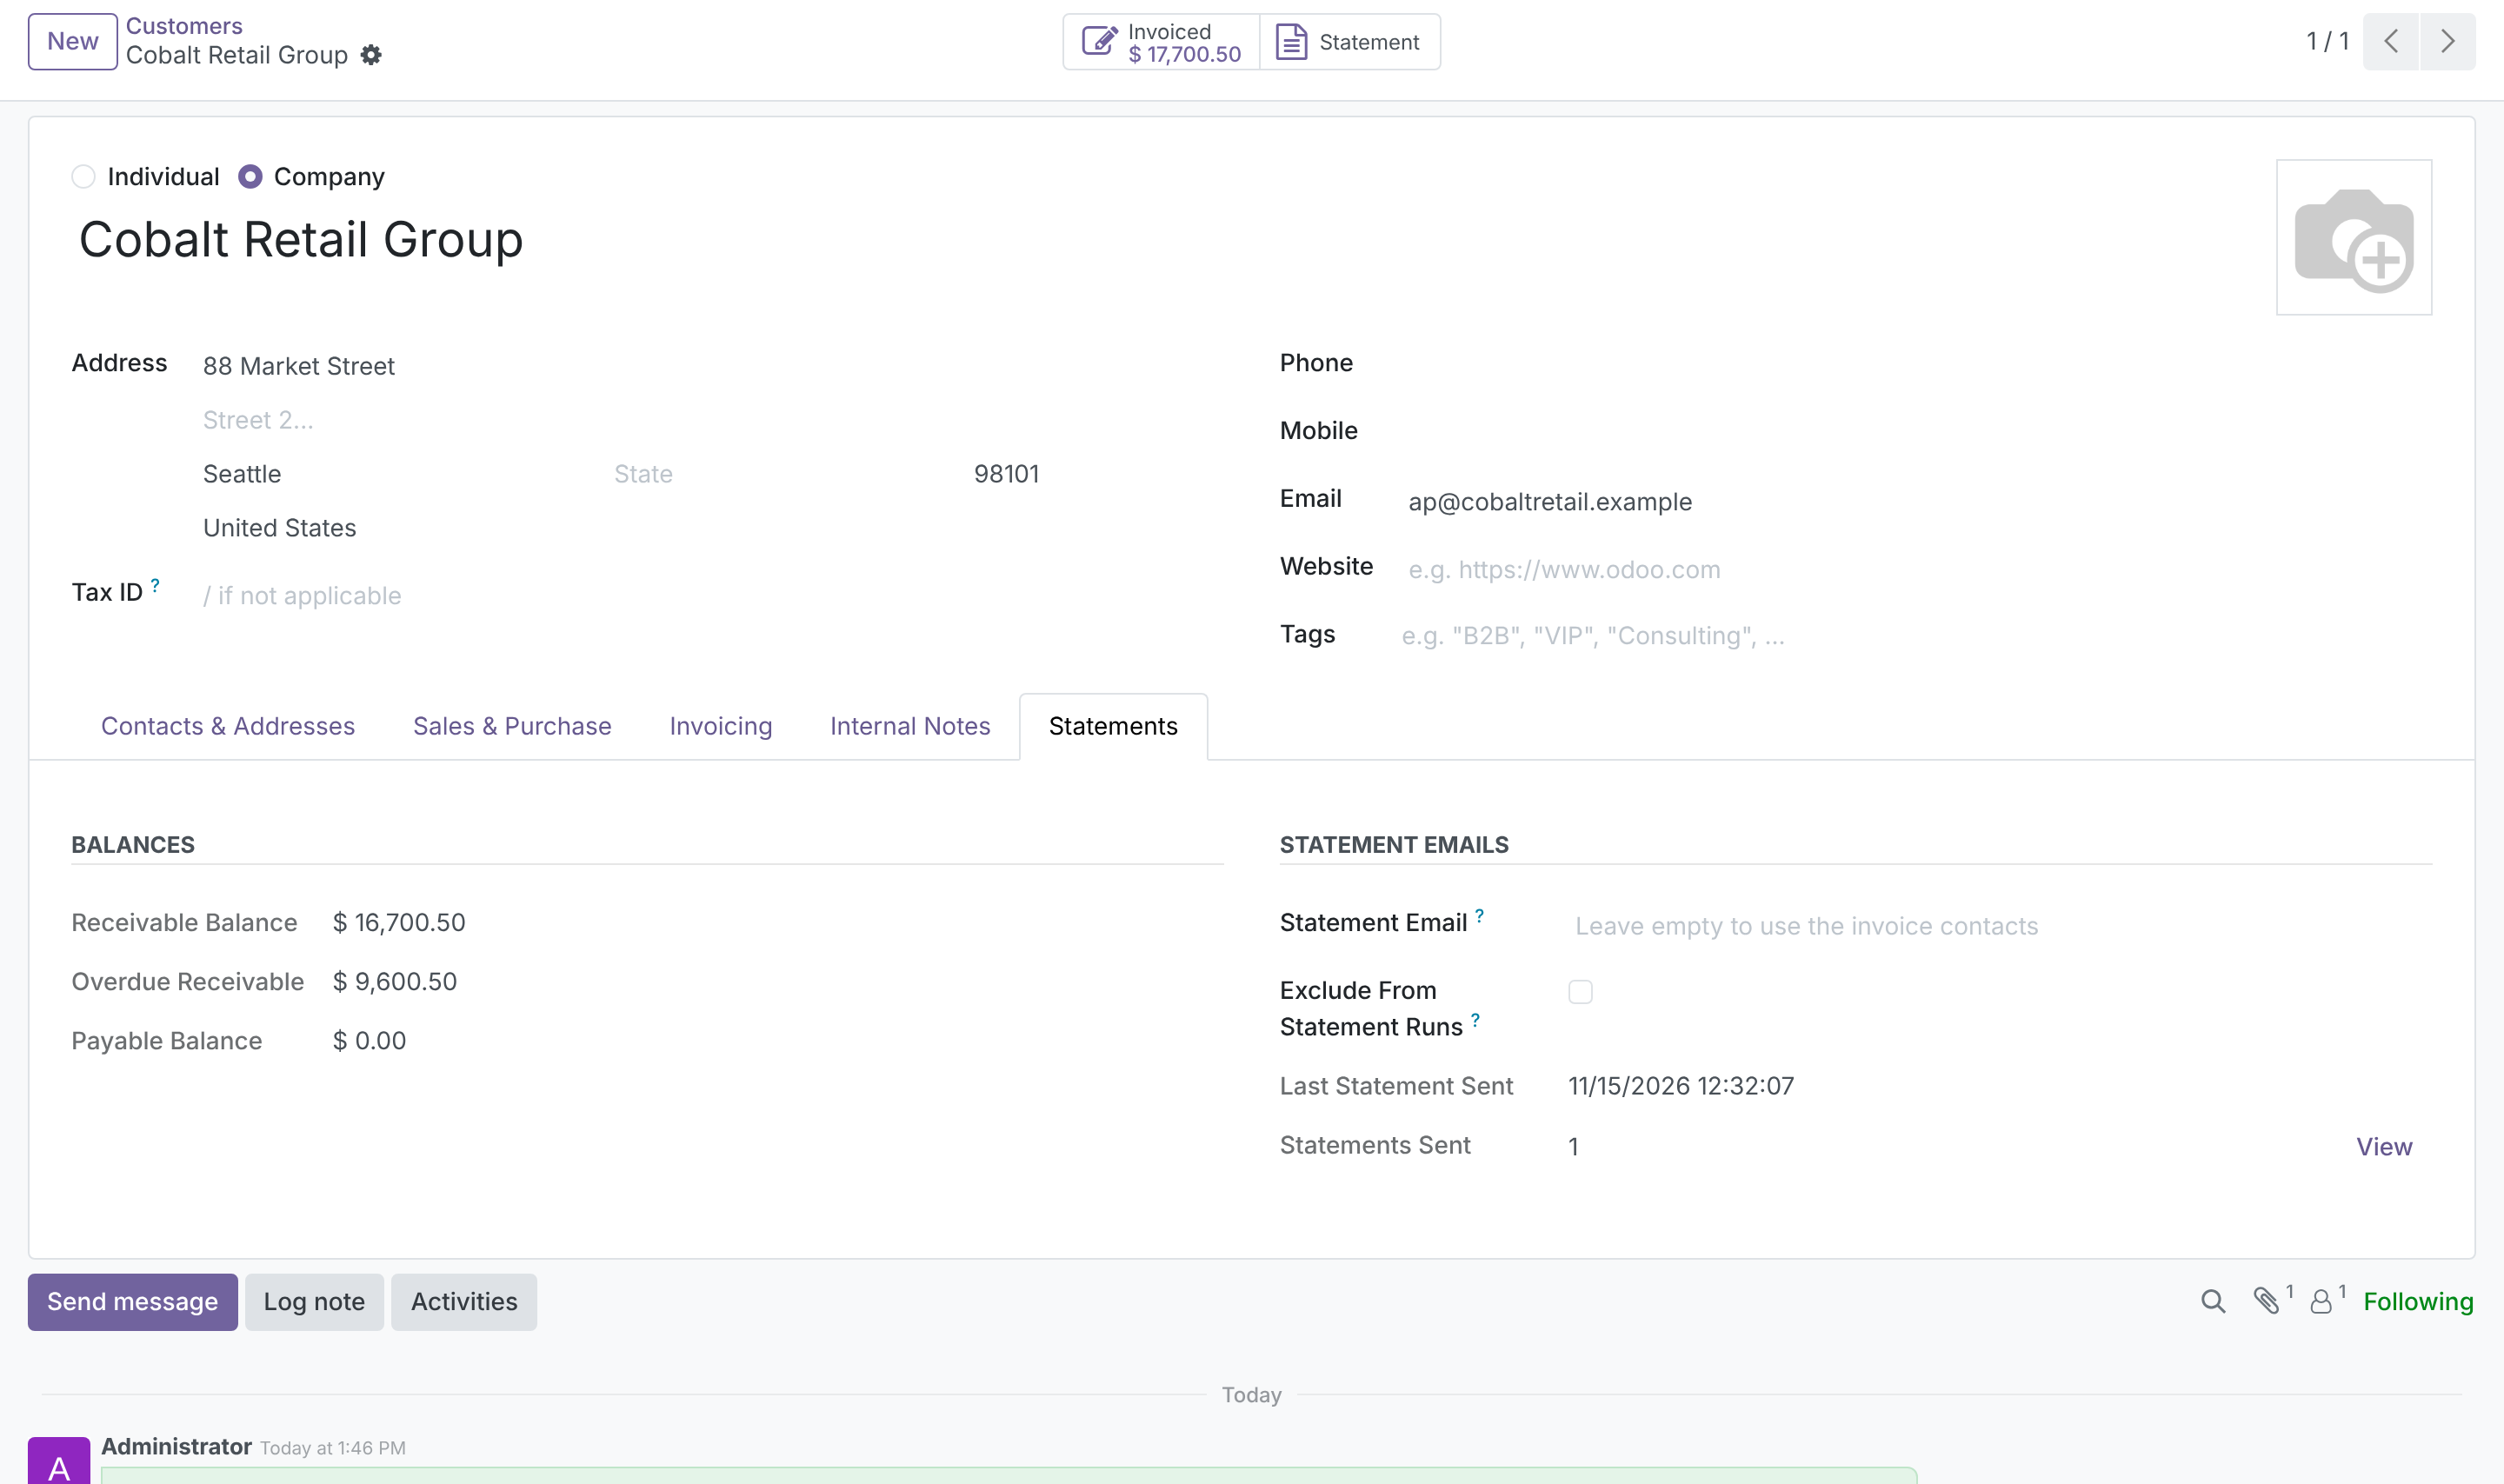 New
Customers
Cobalt Retail Group
Invoiced
$ 17,700.50
Statement
1 / 1
Individual
Company
Cobalt Retail Group
Address
88 Market Street
Street 2...
Seattle
State
98101
United States
Tax ID ?
/ if not applicable
Phone
Mobile
Email
ap@cobaltretail.example
Website
e.g. https://www.odoo.com
Tags
e.g. "B2B", "VIP", "Consulting", ...
Contacts & Addresses
Sales & Purchase
Invoicing
Internal Notes
Statements
BALANCES
Receivable Balance
$ 16,700.50
Overdue Receivable
$ 9,600.50
Payable Balance
$ 0.00
STATEMENT EMAILS
Statement Email ?
Leave empty to use the invoice contacts
Exclude From
Statement Runs ?
Last Statement Sent
11/15/2026 12:32:07
Statements Sent
1
View
Send message
Log note
Activities
1
1
Following
Today
A
Administrator
Today at 1:46 PM